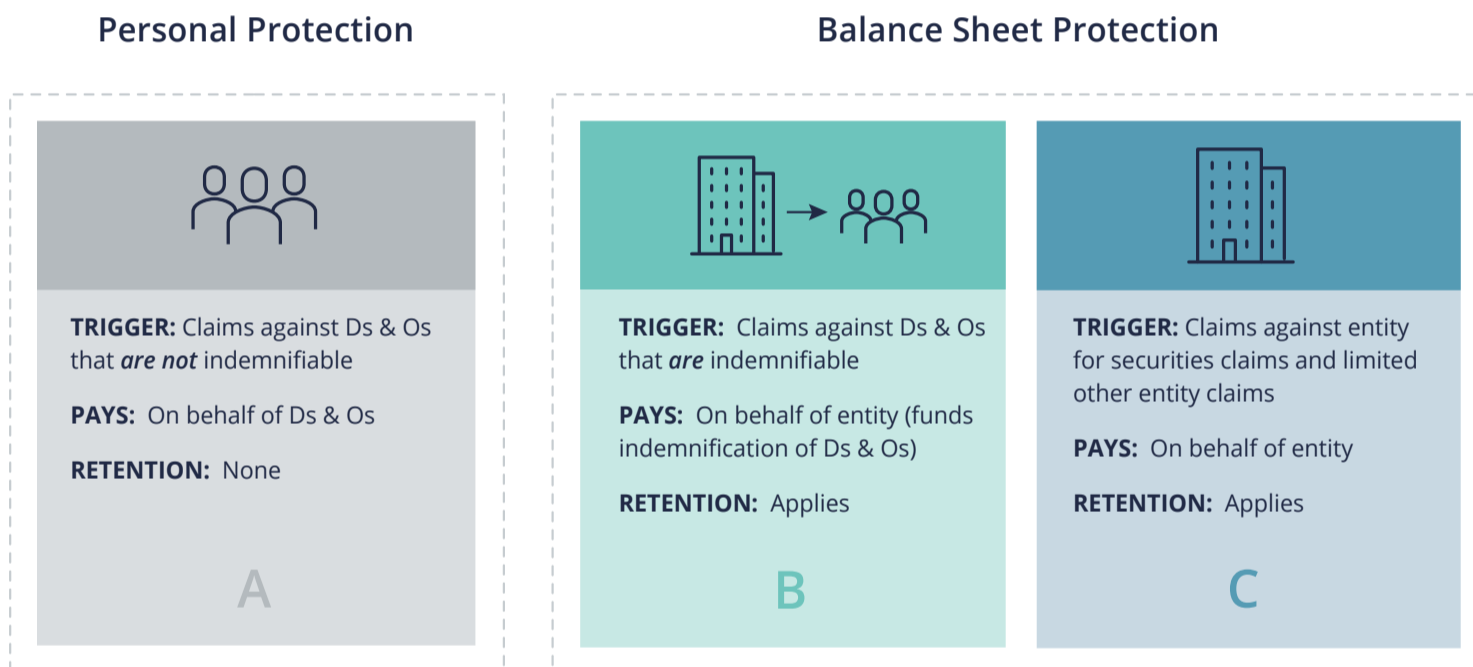 Personal Protection
Balance Sheet Protection
TRIGGER: Claims against Ds & Os
that are not indemnifiable
PAYS: On behalf of Ds & Os
RETENTION: None
A
TRIGGER: Claims against Ds & Os
that are indemnifiable
PAYS: On behalf of entity (funds
indemnification of Ds & Os)
RETENTION: Applies
B
TRIGGER: Claims against entity
for securities claims and limited
other entity claims
PAYS: On behalf of entity
RETENTION: Applies
C